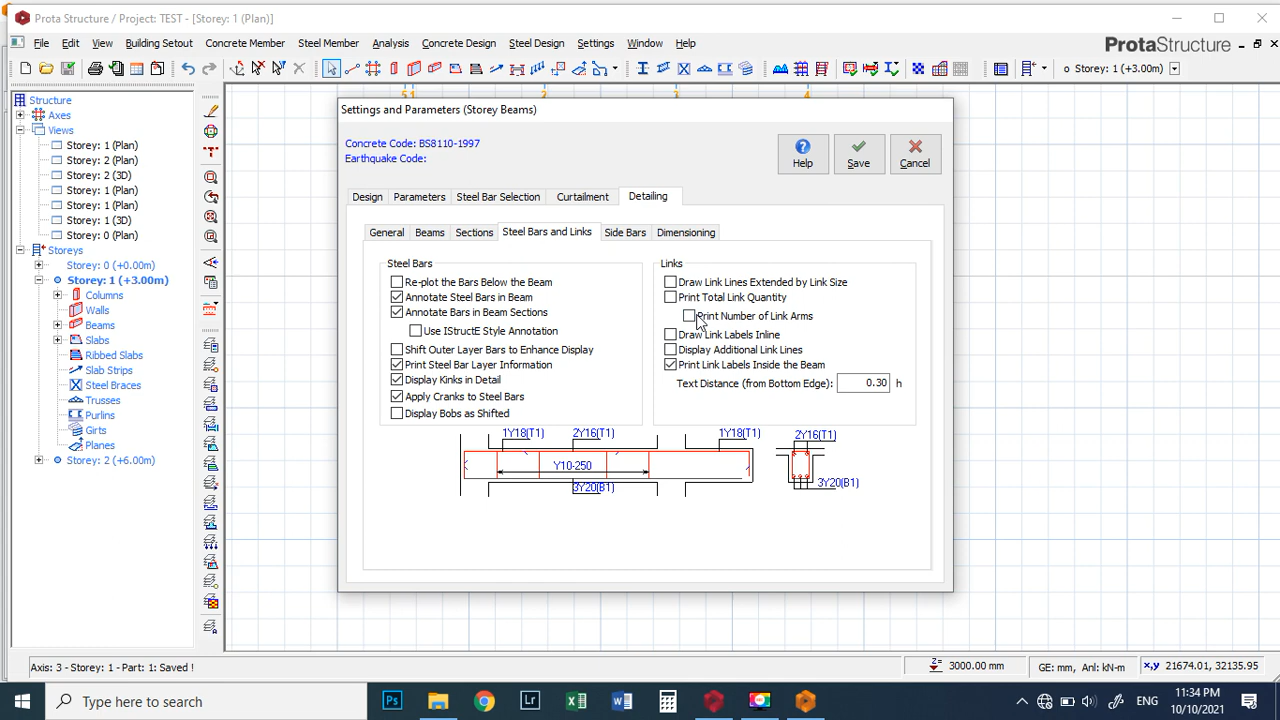 Prota Structure / Project: TEST - [Storey: 1 (Plan)]
File Edit View Building Setout Concrete Member Steel Member Analysis Concrete Design Steel Design Settings Window Help
ProtaStructure
Storey: 1 (+3.00m)
Structure
Axes
Views
Storey: 1 (Plan)
Storey: 2 (Plan)
Storey: 2 (3D)
Storey: 1 (Plan)
Storey: 1 (Plan)
Storey: 1 (3D)
Storey: 0 (Plan)
Storeys
Storey: 0 (+0.00m)
Storey: 1 (+3.00m)
Columns
Walls
Beams
Slabs
Ribbed Slabs
Slab Strips
Steel Braces
Trusses
Purlins
Girts
Planes
Storey: 2 (+6.00m)
Settings and Parameters (Storey Beams)
Concrete Code: BS8110-1997
Earthquake Code:
Help Save Cancel
Design Parameters Steel Bar Selection Curtailment Detailing
General Beams Sections Steel Bars and Links Side Bars Dimensioning
Steel Bars
Re-plot the Bars Below the Beam
Annotate Steel Bars in Beam
Annotate Bars in Beam Sections
Use IStructE Style Annotation
Shift Outer Layer Bars to Enhance Display
Print Steel Bar Layer Information
Display Kinks in Detail
Apply Cranks to Steel Bars
Display Bobs as Shifted
Links
Draw Link Lines Extended by Link Size
Print Total Link Quantity
Print Number of Link Arms
Draw Link Labels Inline
Display Additional Link Lines
Print Link Labels Inside the Beam
Text Distance (from Bottom Edge): 0.30 h
1Y18(T1) 2Y16(T1) 1Y18(T1) 2Y16(T1)
Y10-250
3Y20(B1) 3Y20(B1)
Axis: 3 - Storey: 1 - Part: 1: Saved !
Z= 3000.00 mm
GE: mm, Anl: kN-m
x,y 21674.01, 32135.95
Type here to search
Ps
Lr
ENG
11:34 PM
10/10/2021